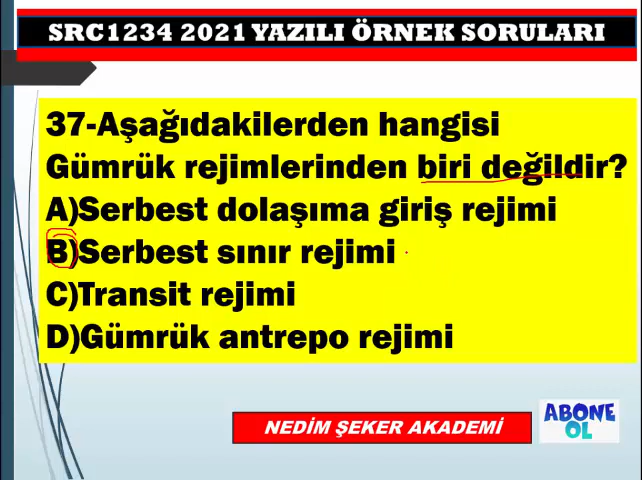 SRC1234 2021 YAZILI ÖRNEK SORULARI
37-Aşağıdakilerden hangisi
Gümrük rejimlerinden biri değildir?
A)Serbest dolaşıma giriş rejimi
B)Serbest sınır rejimi
C)Transit rejimi
D)Gümrük antrepo rejimi
NEDİM ŞEKER AKADEMİ
ABONE
OL